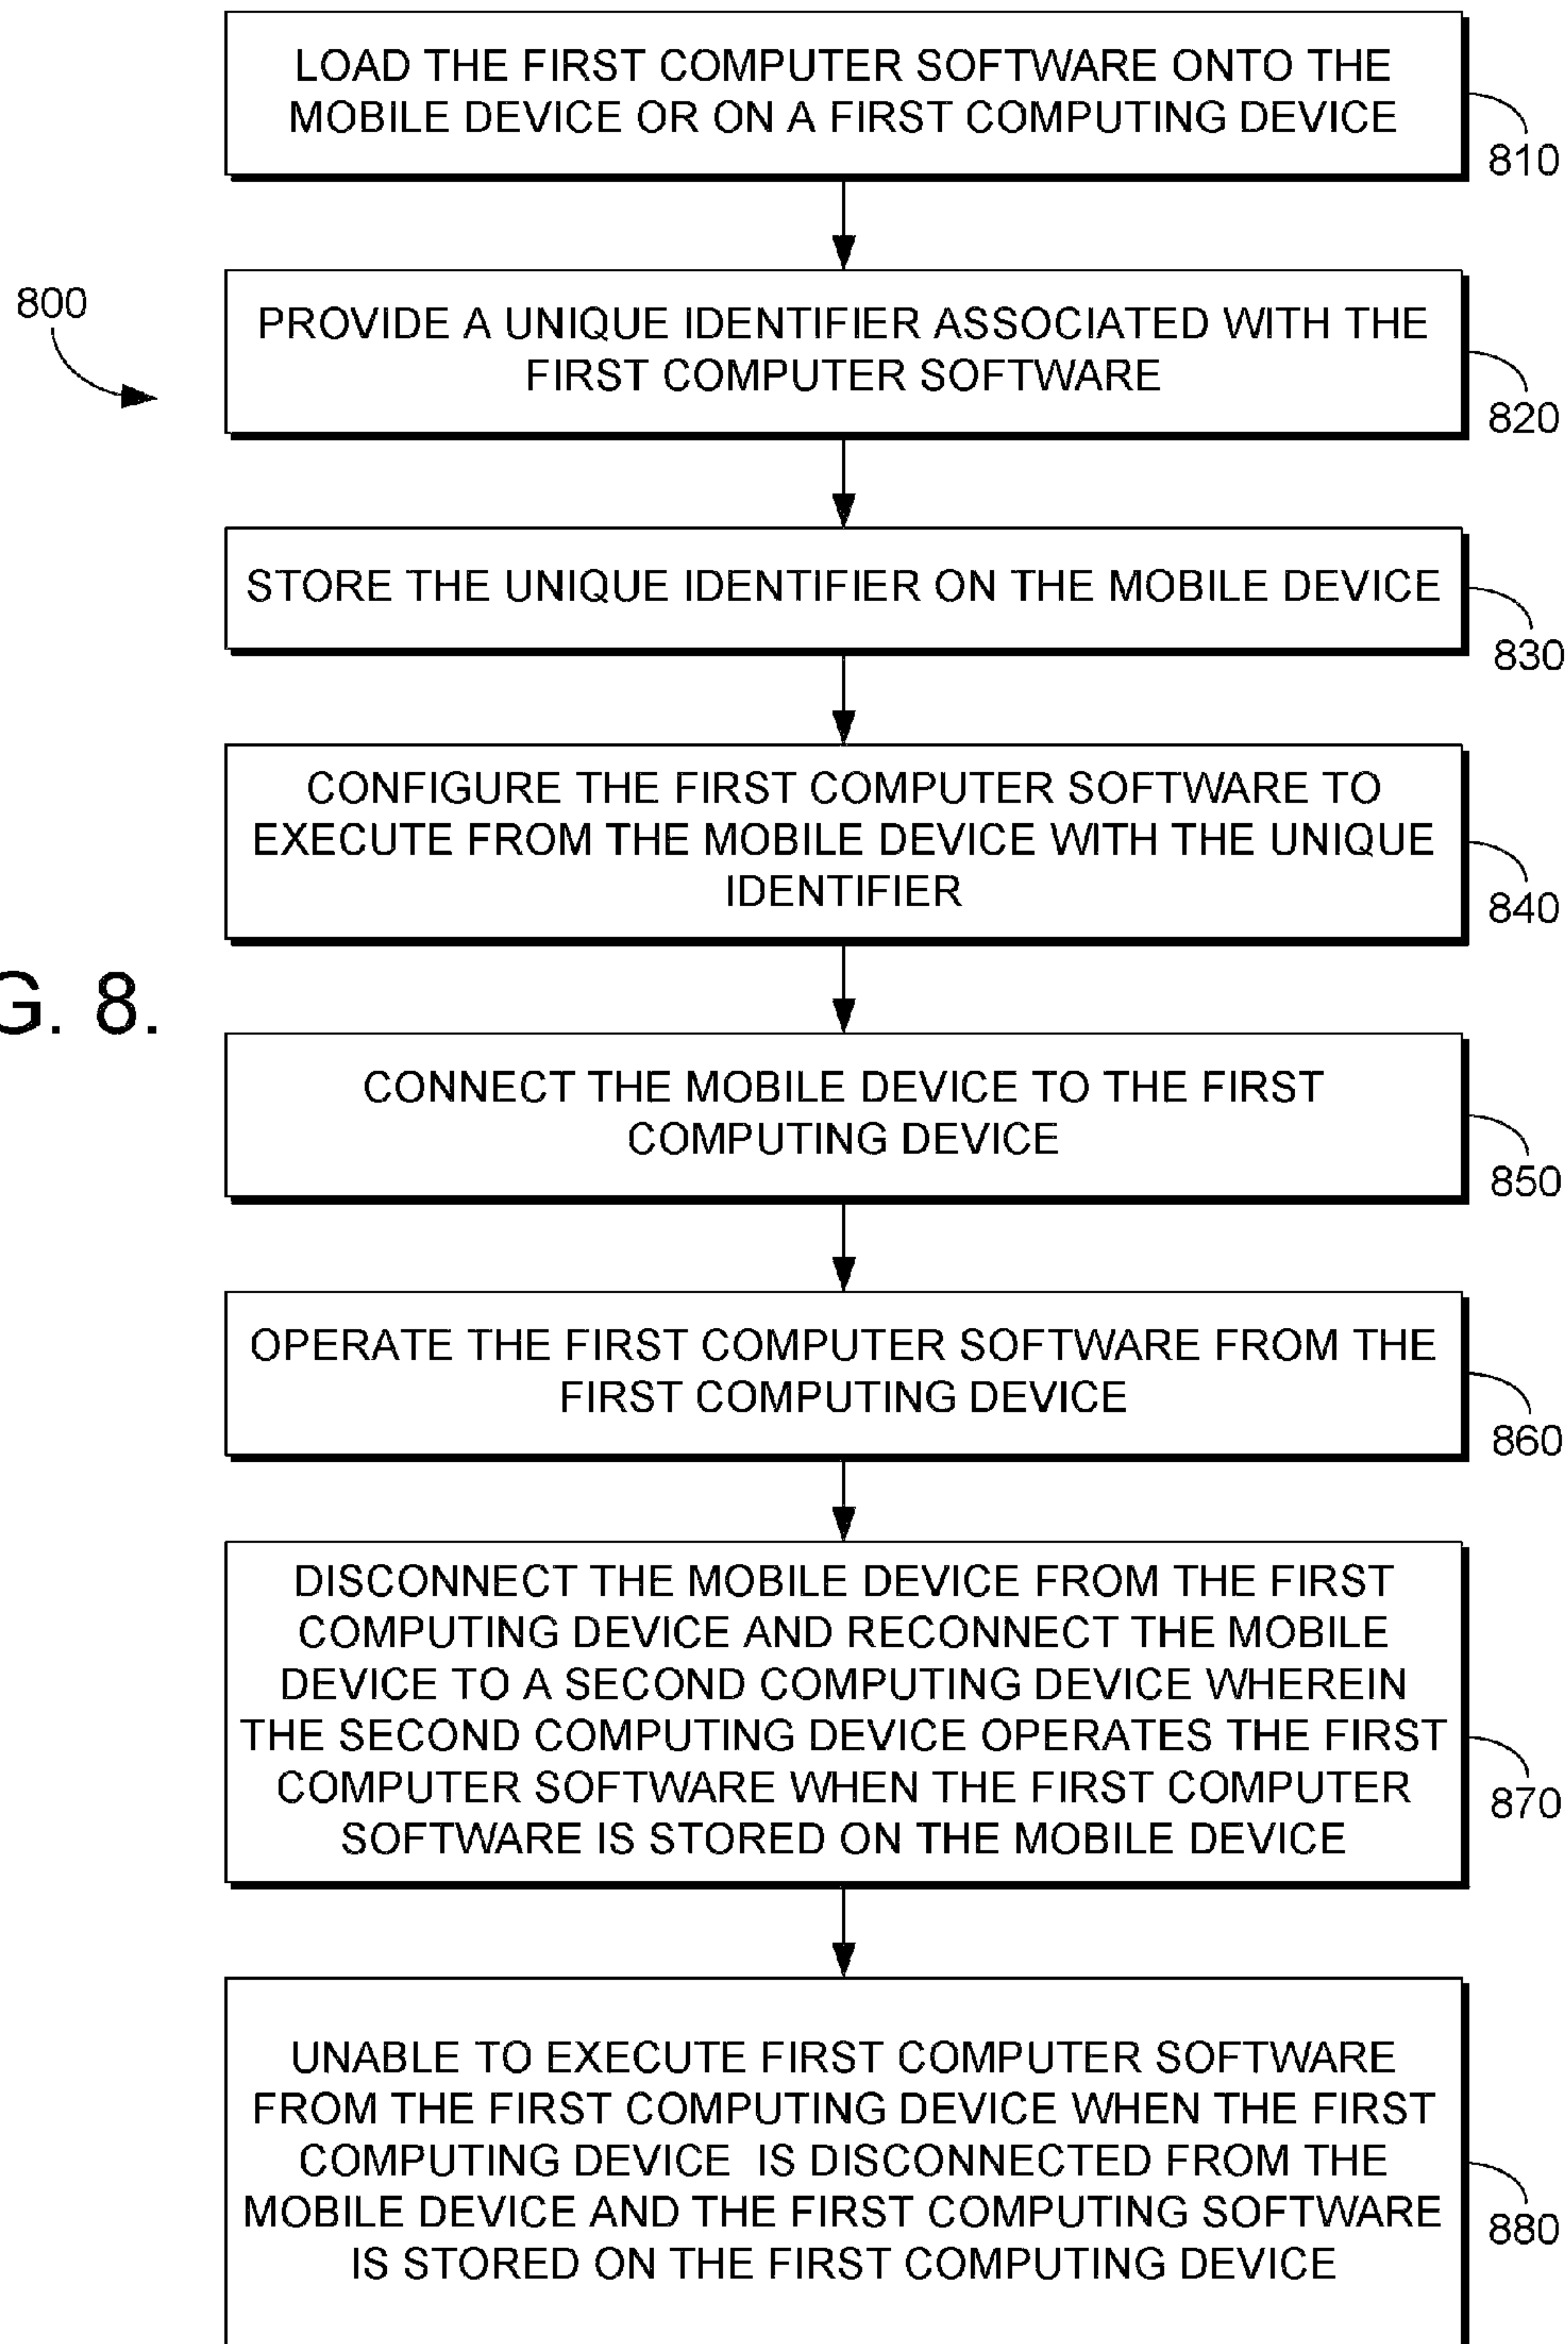 LOAD THE FIRST COMPUTER SOFTWARE ONTO THE
MOBILE DEVICE OR ON A FIRST COMPUTING DEVICE
810
800
PROVIDE A UNIQUE IDENTIFIER ASSOCIATED WITH THE
FIRST COMPUTER SOFTWARE
820
STORE THE UNIQUE IDENTIFIER ON THE MOBILE DEVICE
830
CONFIGURE THE FIRST COMPUTER SOFTWARE TO
EXECUTE FROM THE MOBILE DEVICE WITH THE UNIQUE
IDENTIFIER
840
G. 8.
CONNECT THE MOBILE DEVICE TO THE FIRST
COMPUTING DEVICE
850
OPERATE THE FIRST COMPUTER SOFTWARE FROM THE
FIRST COMPUTING DEVICE
860
DISCONNECT THE MOBILE DEVICE FROM THE FIRST
COMPUTING DEVICE AND RECONNECT THE MOBILE
DEVICE TO A SECOND COMPUTING DEVICE WHEREIN
THE SECOND COMPUTING DEVICE OPERATES THE FIRST
COMPUTER SOFTWARE WHEN THE FIRST COMPUTER
SOFTWARE IS STORED ON THE MOBILE DEVICE
870
UNABLE TO EXECUTE FIRST COMPUTER SOFTWARE
FROM THE FIRST COMPUTING DEVICE WHEN THE FIRST
COMPUTING DEVICE IS DISCONNECTED FROM THE
MOBILE DEVICE AND THE FIRST COMPUTING SOFTWARE
IS STORED ON THE FIRST COMPUTING DEVICE
880